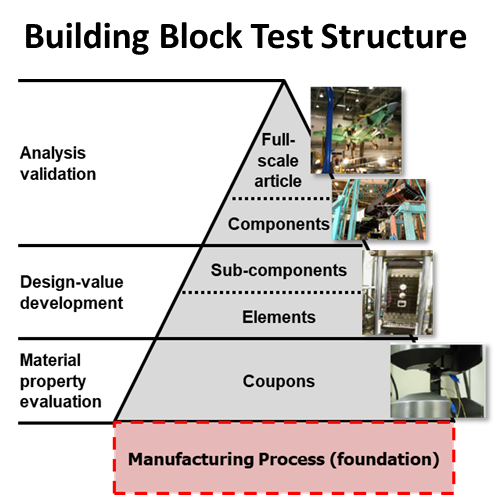 Building Block Test Structure
Analysis
validation
Full-
scale
article
Components
Design-value
development
Sub-components
Elements
Material
property
evaluation
Coupons
Manufacturing Process (foundation)